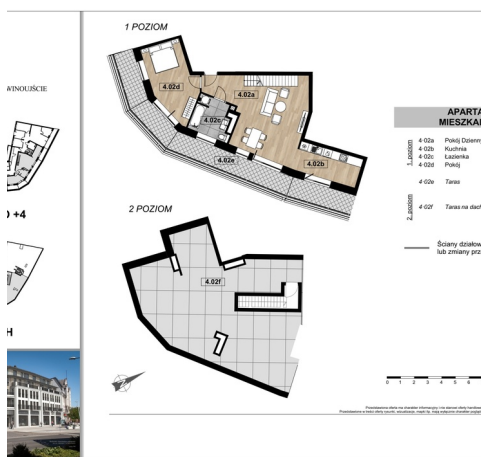 1 POZIOM
WINOUJŚCIE
4.02d
4.02a
4.02c
4.02e
4.02b
APARTA
MIESZKAL
1. poziom
4·02a Pokój Dzienny
4·02b Kuchnia
4·02c Łazienka
4·02d Pokój
4·02e Taras
2. poziom
4·02f Taras na dach
2 POZIOM
+4
4.02f
Ściany działow
lub zmiany prz
H
0 1 2 3 4 5 6